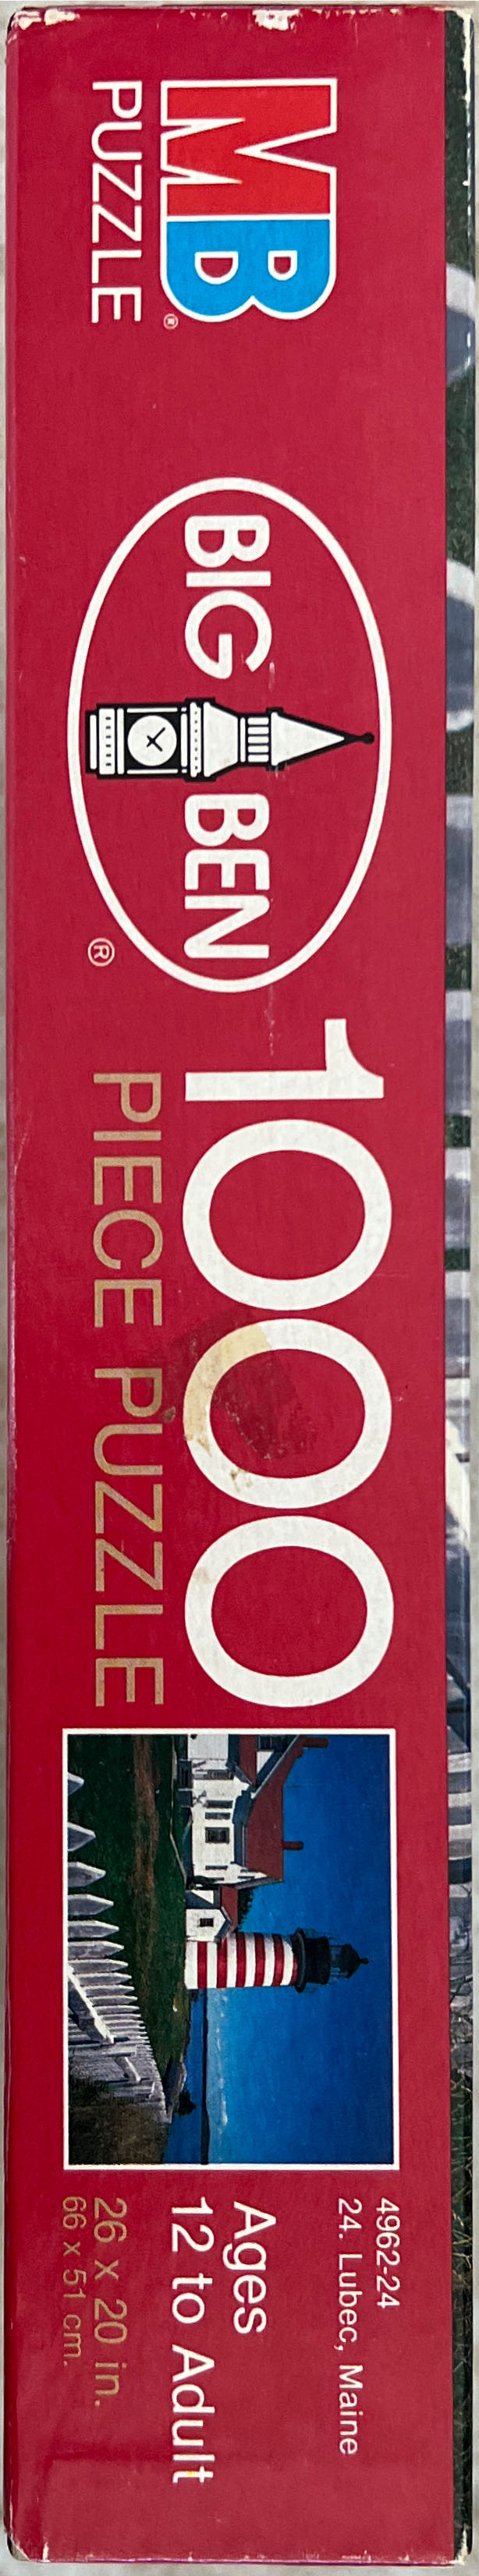 MB
PUZZLE
®
BIG BEN
®
1000
PIECE PUZZLE
4962-24
24. Lubec, Maine
Ages
12 to Adult
26 x 20 in.
66 x 51 cm.